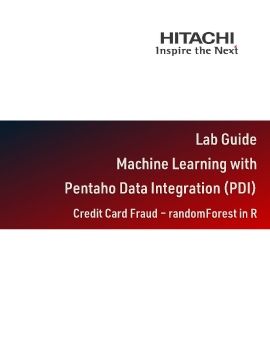 HITACHI
Inspire the Next
Lab Guide
Machine Learning with
Pentaho Data Integration (PDI)
Credit Card Fraud – randomForest in R